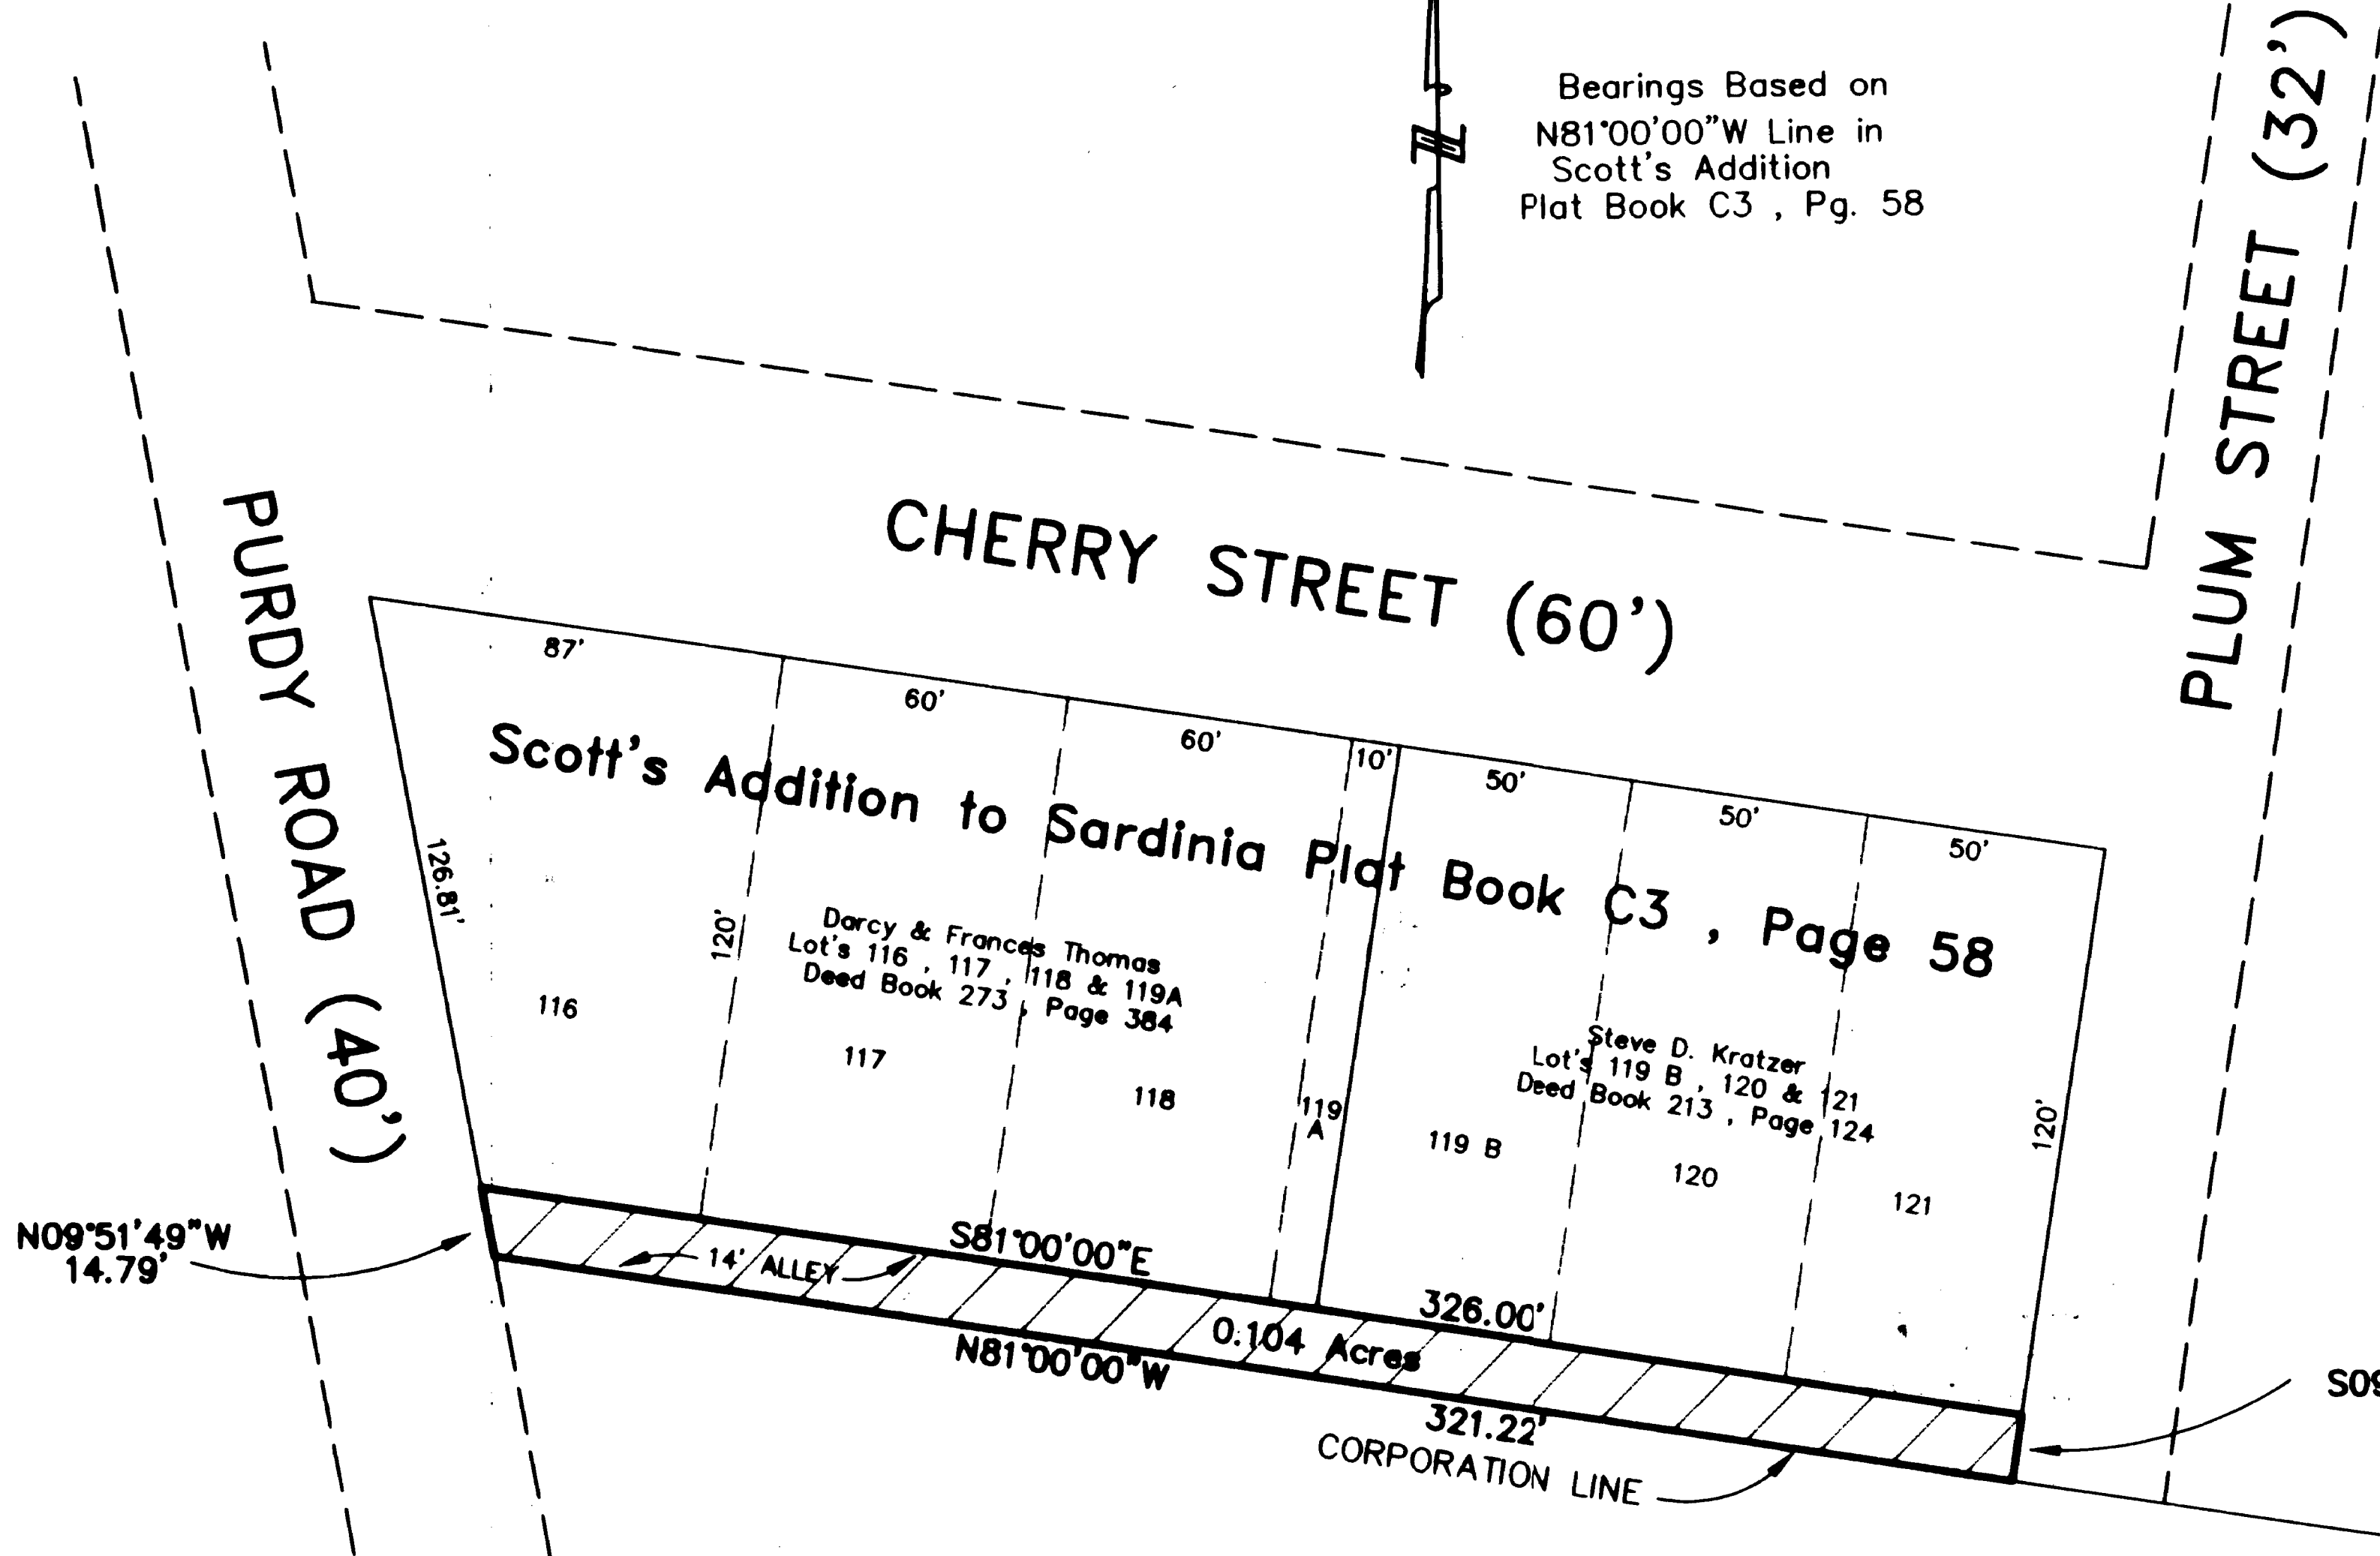 Bearings Based on
N81°00'00"W Line in
Scott's Addition
Plat Book C3 , Pg. 58
PLUM STREET (32')
CHERRY STREET (60')
PURDY ROAD (40')
87'
60'
60'
10'
50'
50'
50'
Scott's Addition to Sardinia Plat Book C3 , Page 58
126.81'
120'
Darcy & Frances Thomas
Lot's 116 , 117 , 118 & 119A
Deed Book 273 , Page 384
Steve D. Kratzer
Lot's 119 B , 120 & 121
Deed Book 213 , Page 124
120'
116
117
118
119
A
119 B
120
121
N09°51'49"W
14.79'
14' ALLEY
S81°00'00"E
326.00'
0.104 Acres
N81°00'00"W
321.22'
CORPORATION LINE
S09